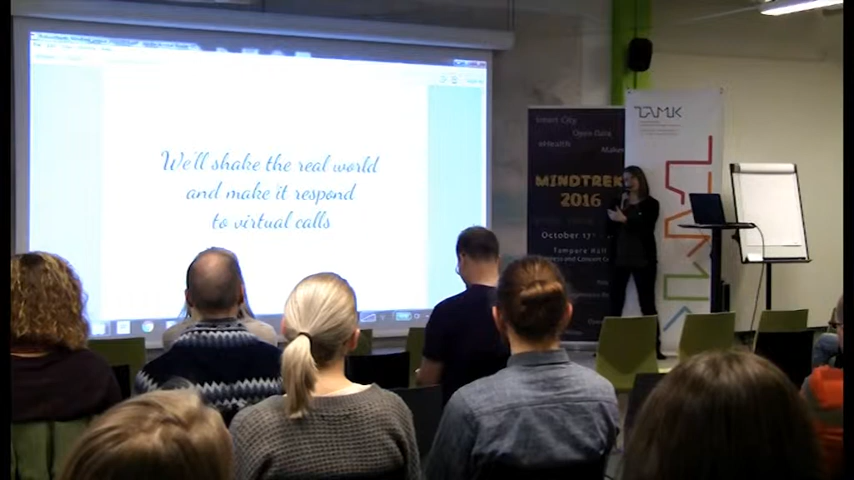 We'll shake the real world
and make it respond
to virtual calls
Smart City
Open Data
eHealth
MINDTREK
2016
October 17
Tampere Hall
TAMK